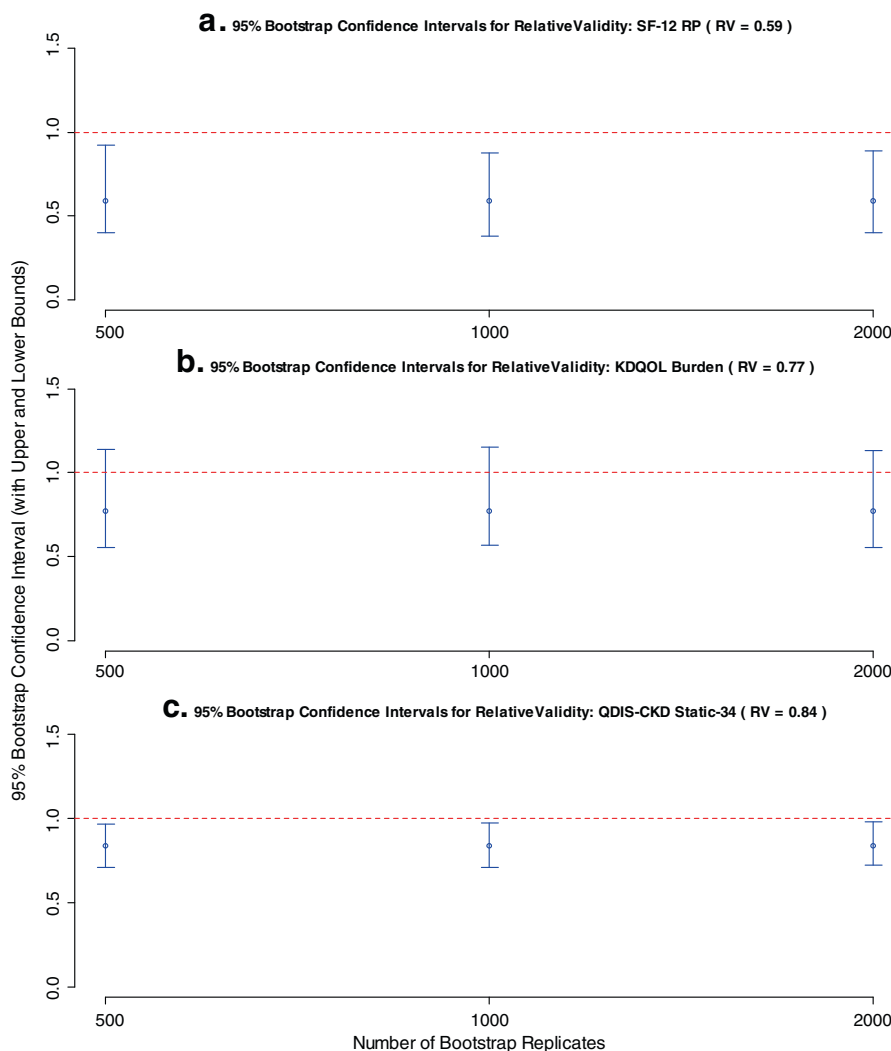 a. 95% Bootstrap Confidence Intervals for RelativeValidity: SF-12 RP ( RV = 0.59 )
1.5
1.0
0.5
0.0
500 1000 2000
b. 95% Bootstrap Confidence Intervals for RelativeValidity: KDQOL Burden ( RV = 0.77 )
95% Bootstrap Confidence Interval (with Upper and Lower Bounds)
1.5
1.0
0.5
0.0
500 1000 2000
c. 95% Bootstrap Confidence Intervals for RelativeValidity: QDIS-CKD Static-34 ( RV = 0.84 )
1.5
1.0
0.5
0.0
500 1000 2000
Number of Bootstrap Replicates